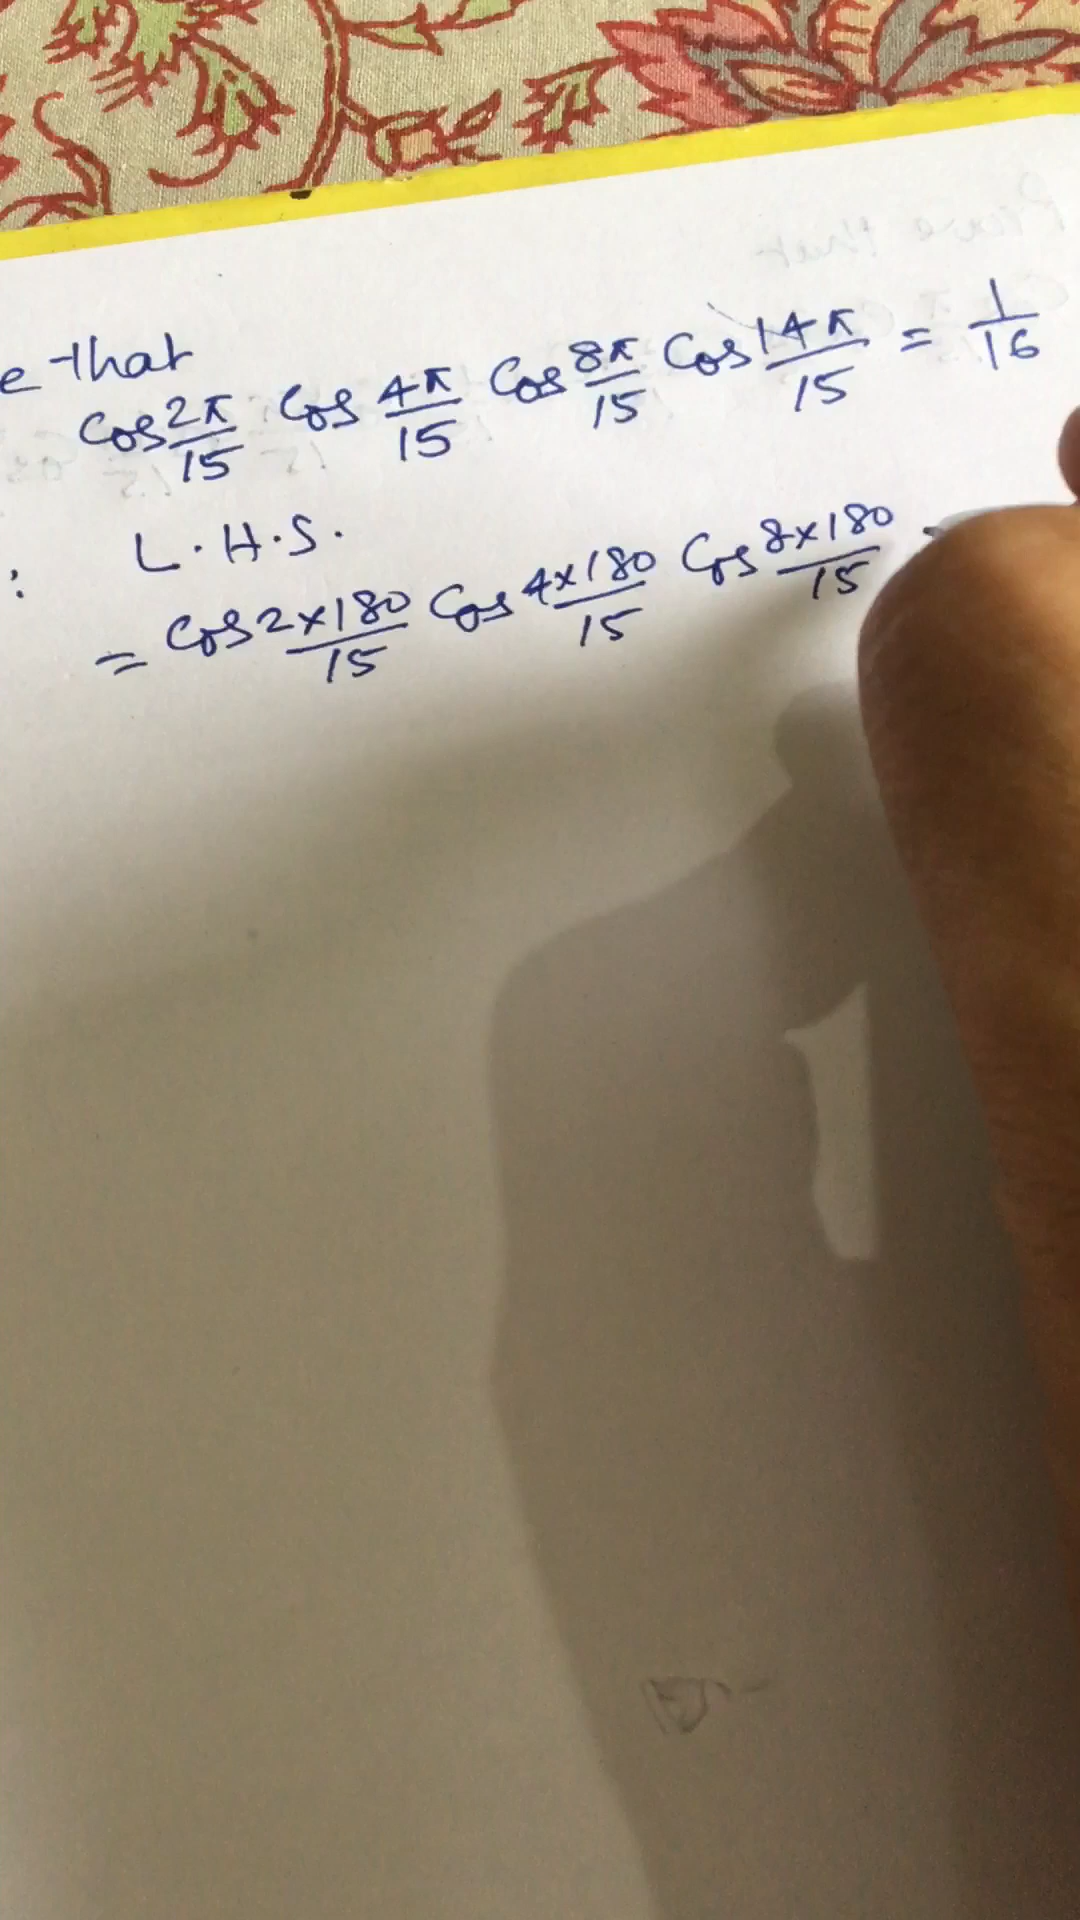 e that
cos 2π/15 cos 4π/15 cos 8π/15 cos 14π/15 = 1/16
: L.H.S.
= cos 2×180/15 cos 4×180/15 cos 8×180/15